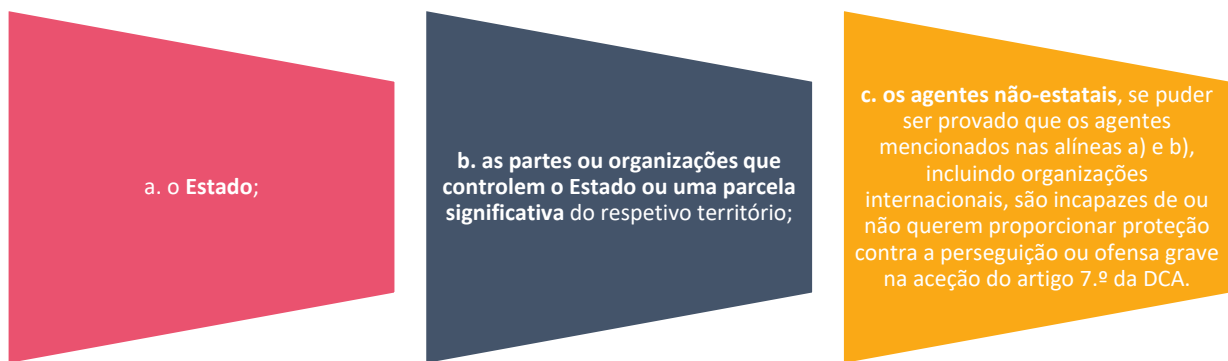 a. o Estado;
b. as partes ou organizações que
controlem o Estado ou uma parcela
significativa do respetivo território;
c. os agentes não-estatais, se puder
ser provado que os agentes
mencionados nas alíneas a) e b),
incluindo organizações
internacionais, são incapazes de ou
não querem proporcionar proteção
contra a perseguição ou ofensa grave
na aceção do artigo 7.º da DCA.